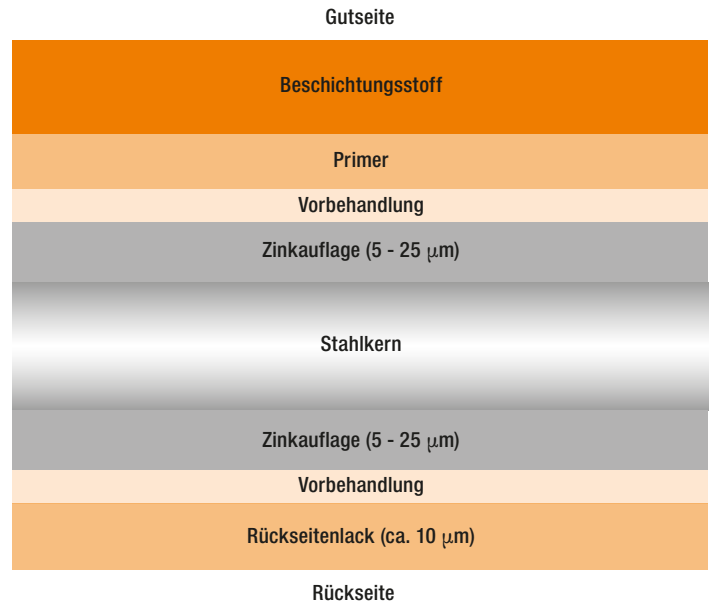 Gutseite
Beschichtungsstoff
Primer
Vorbehandlung
Zinkauflage (5 - 25 μm)
Stahlkern
Zinkauflage (5 - 25 μm)
Vorbehandlung
Rückseitenlack (ca. 10 μm)
Rückseite